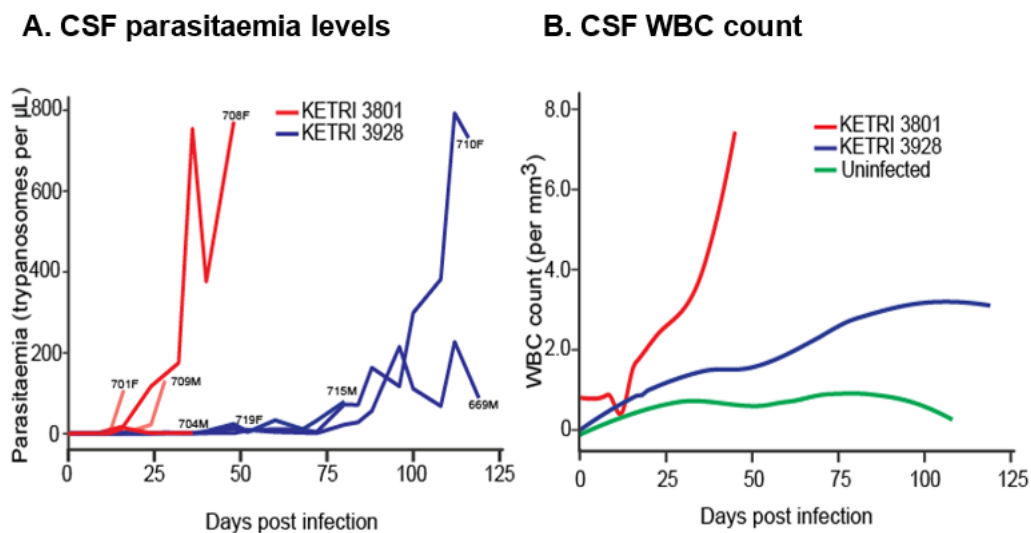 A. CSF parasitaemia levels
Parasitaemia (trypanosomes per µL)
800
600
400
200
0
0 25 50 75 100 125
Days post infection
KETRI 3801
KETRI 3928
708F
710F
701F
709M
704M
719F
715M
669M
B. CSF WBC count
WBC count (per mm³)
8.0
6.0
4.0
2.0
0
0 25 50 75 100 125
Days post infection
KETRI 3801
KETRI 3928
Uninfected